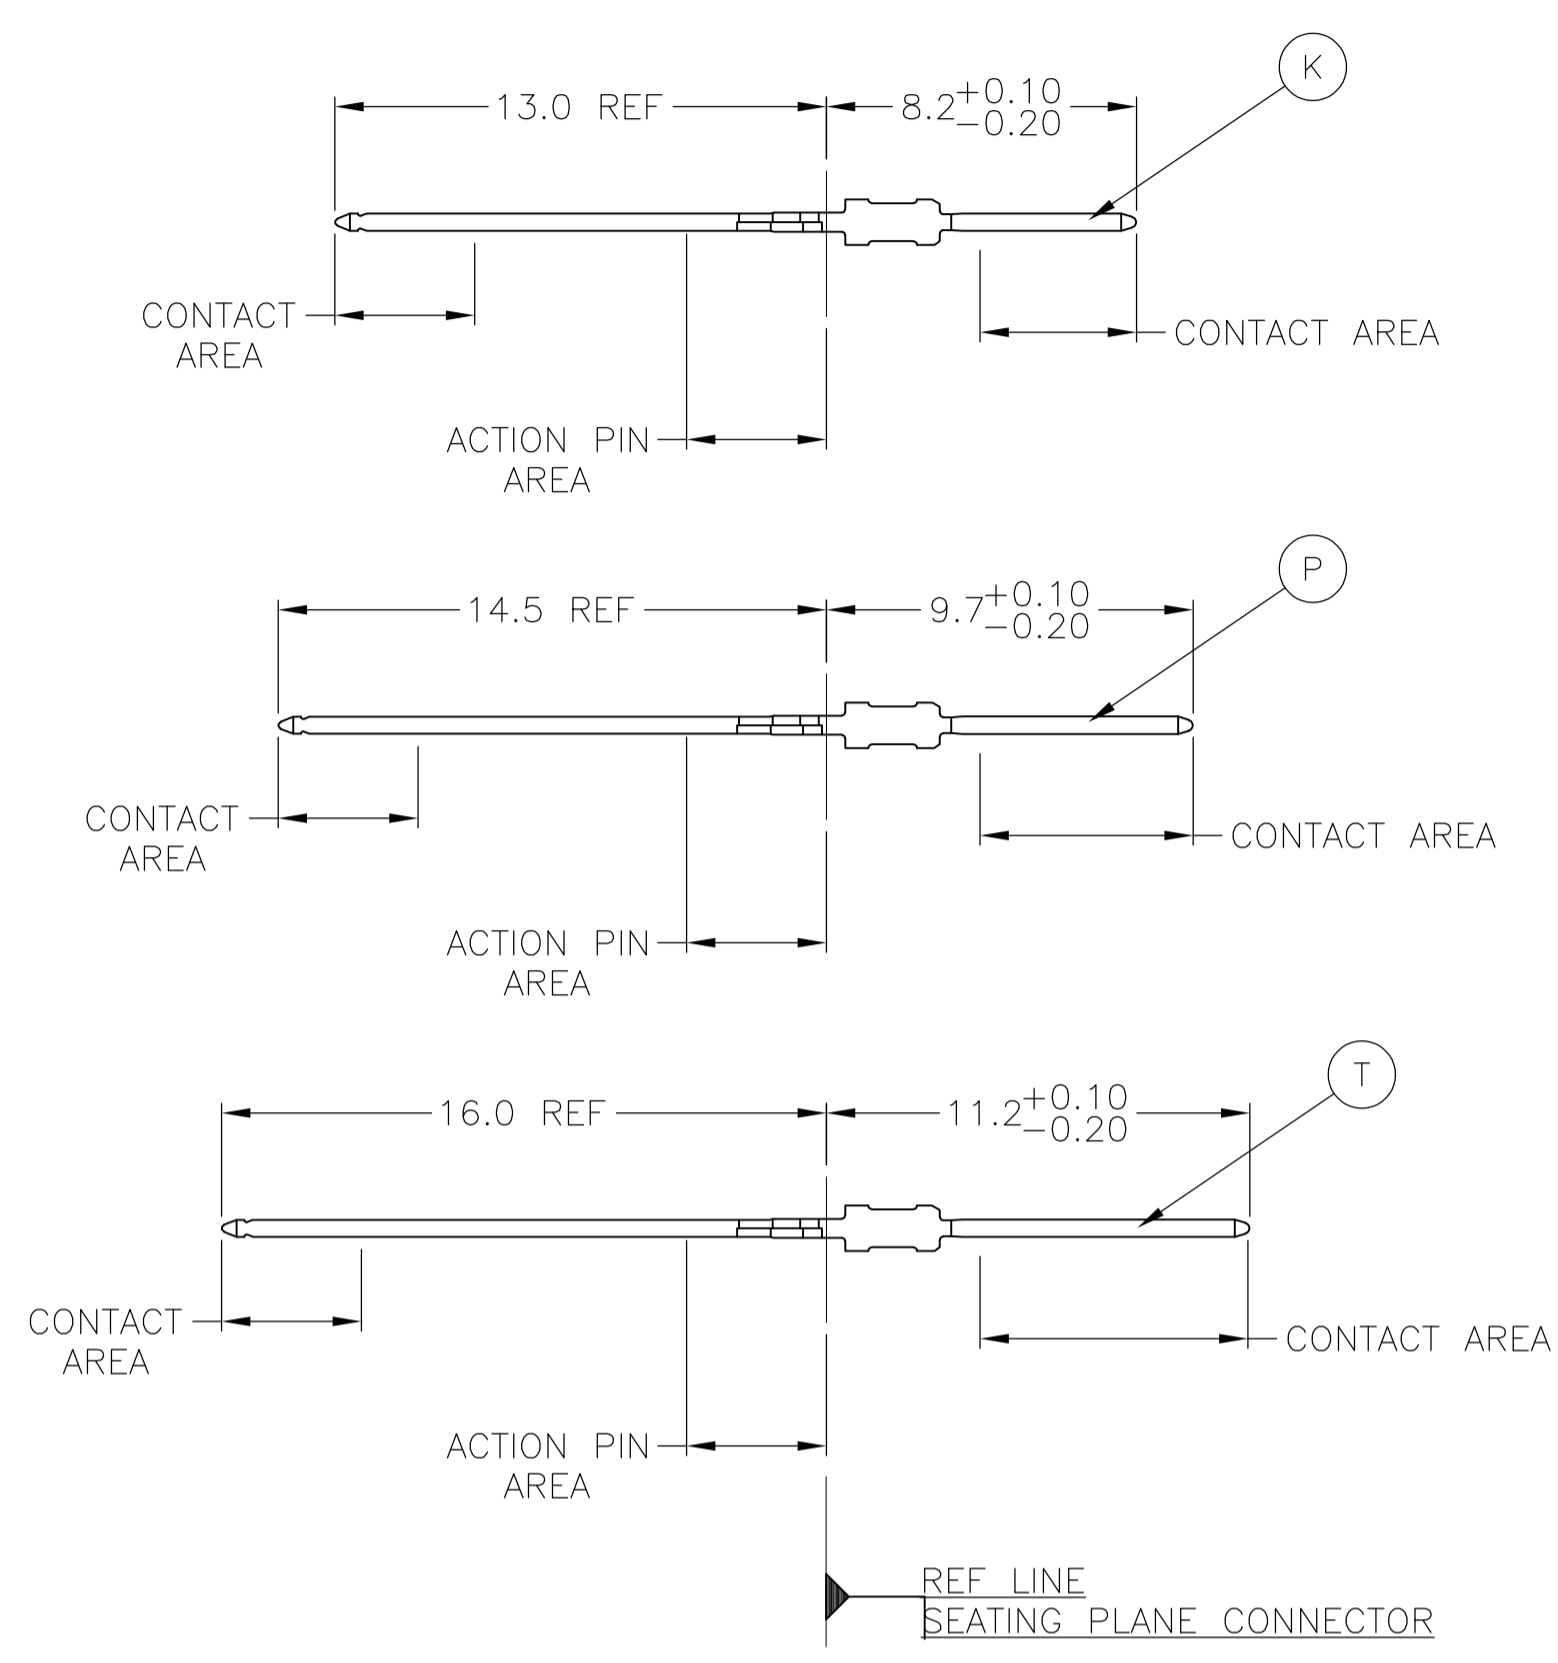 K
13.0 REF
8.2 +0.10 −0.20
CONTACT
AREA
CONTACT AREA
ACTION PIN
AREA
P
14.5 REF
9.7 +0.10 −0.20
CONTACT
AREA
CONTACT AREA
ACTION PIN
AREA
T
16.0 REF
11.2 +0.10 −0.20
CONTACT
AREA
CONTACT AREA
ACTION PIN
AREA
REF LINE
SEATING PLANE CONNECTOR